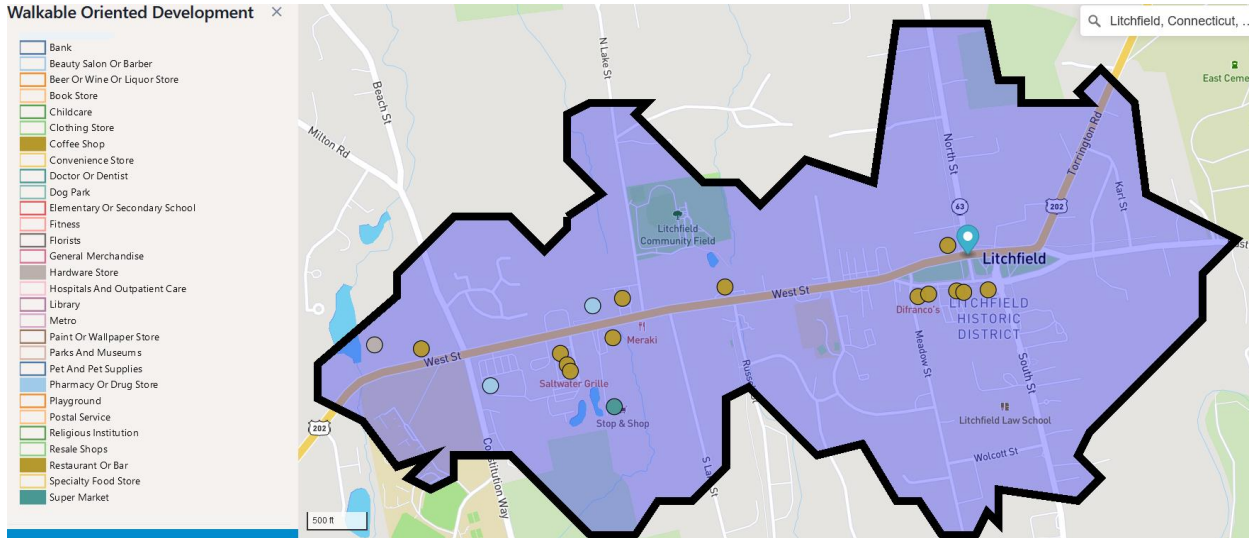 Walkable Oriented Development ×
Bank
Beauty Salon Or Barber
Beer Or Wine Or Liquor Store
Book Store
Childcare
Clothing Store
Coffee Shop
Convenience Store
Doctor Or Dentist
Dog Park
Elementary Or Secondary School
Fitness
Florists
General Merchandise
Hardware Store
Hospitals And Outpatient Care
Library
Metro
Paint Or Wallpaper Store
Parks And Museums
Pet And Pet Supplies
Pharmacy Or Drug Store
Playground
Postal Service
Religious Institution
Resale Shops
Restaurant Or Bar
Specialty Food Store
Super Market
Litchfield, Connecticut, ...
N Lake St
Beach St
Milton Rd
East Ceme
North St
Torrington Rd
Karl St
63
202
Litchfield
Community Field
Litchfield
West St
Difranco's
LITCHFIELD
HISTORIC
DISTRICT
Meraki
West St
Meadow St
South St
Saltwater Grille
Stop & Shop
Litchfield Law School
202
Constitution Way
S Lake St
Wolcott St
500 ft